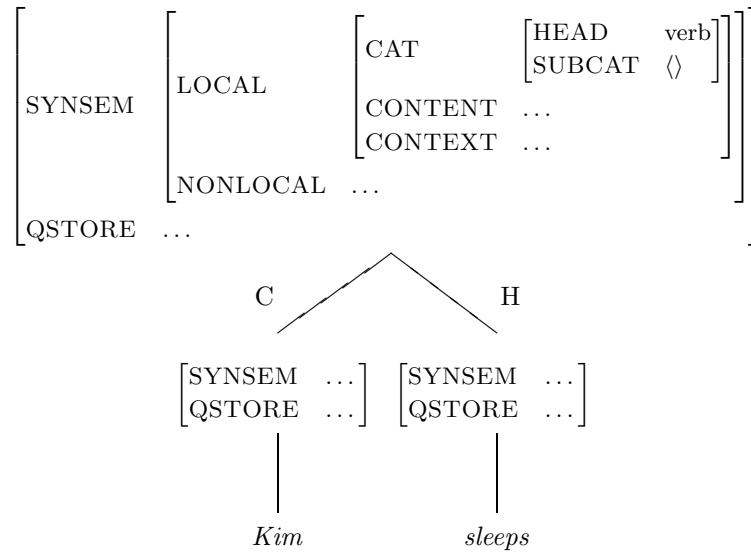 HEAD verb
CAT SUBCAT ⟨⟩
LOCAL
SYNSEM CONTENT …
CONTEXT …
NONLOCAL …
QSTORE …
C H
SYNSEM … SYNSEM …
QSTORE … QSTORE …
Kim sleeps